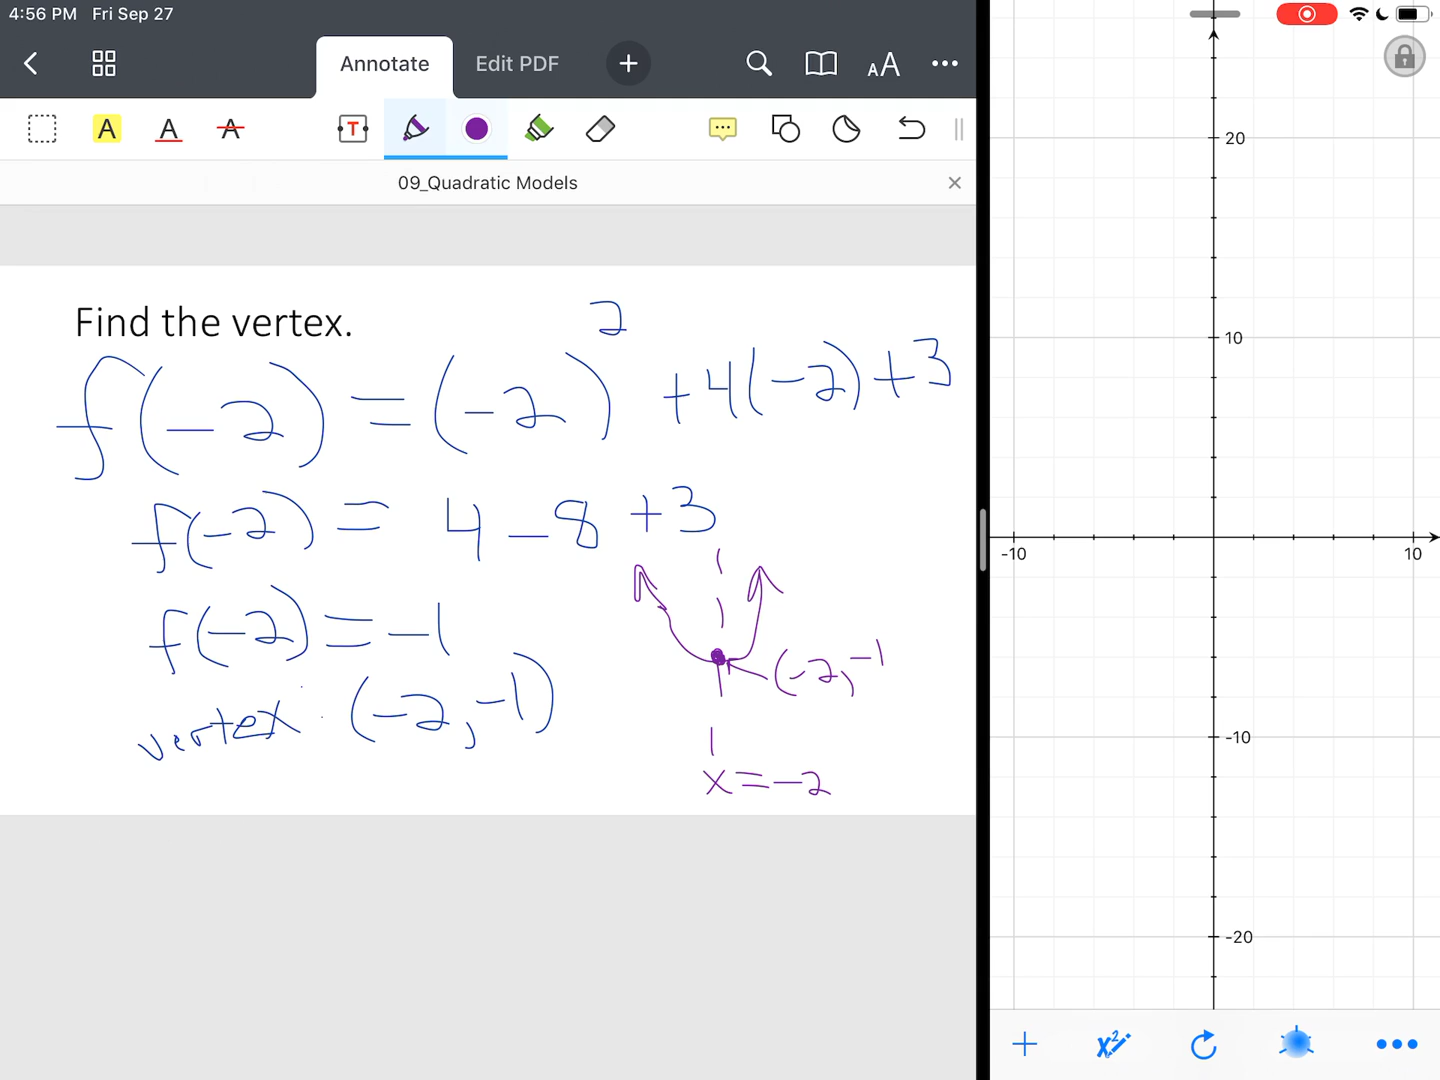 4:56 PM Fri Sep 27
Annotate Edit PDF
A A A T AA
09_Quadratic Models
Find the vertex.
f(-2) = (-2)² +4(-2)+3
f(-2) = 4 - 8 +3
f(-2) = -1
vertex : (-2, -1)
(-2, -1
x = -2
20
10
-10 10
-10
-20
x²